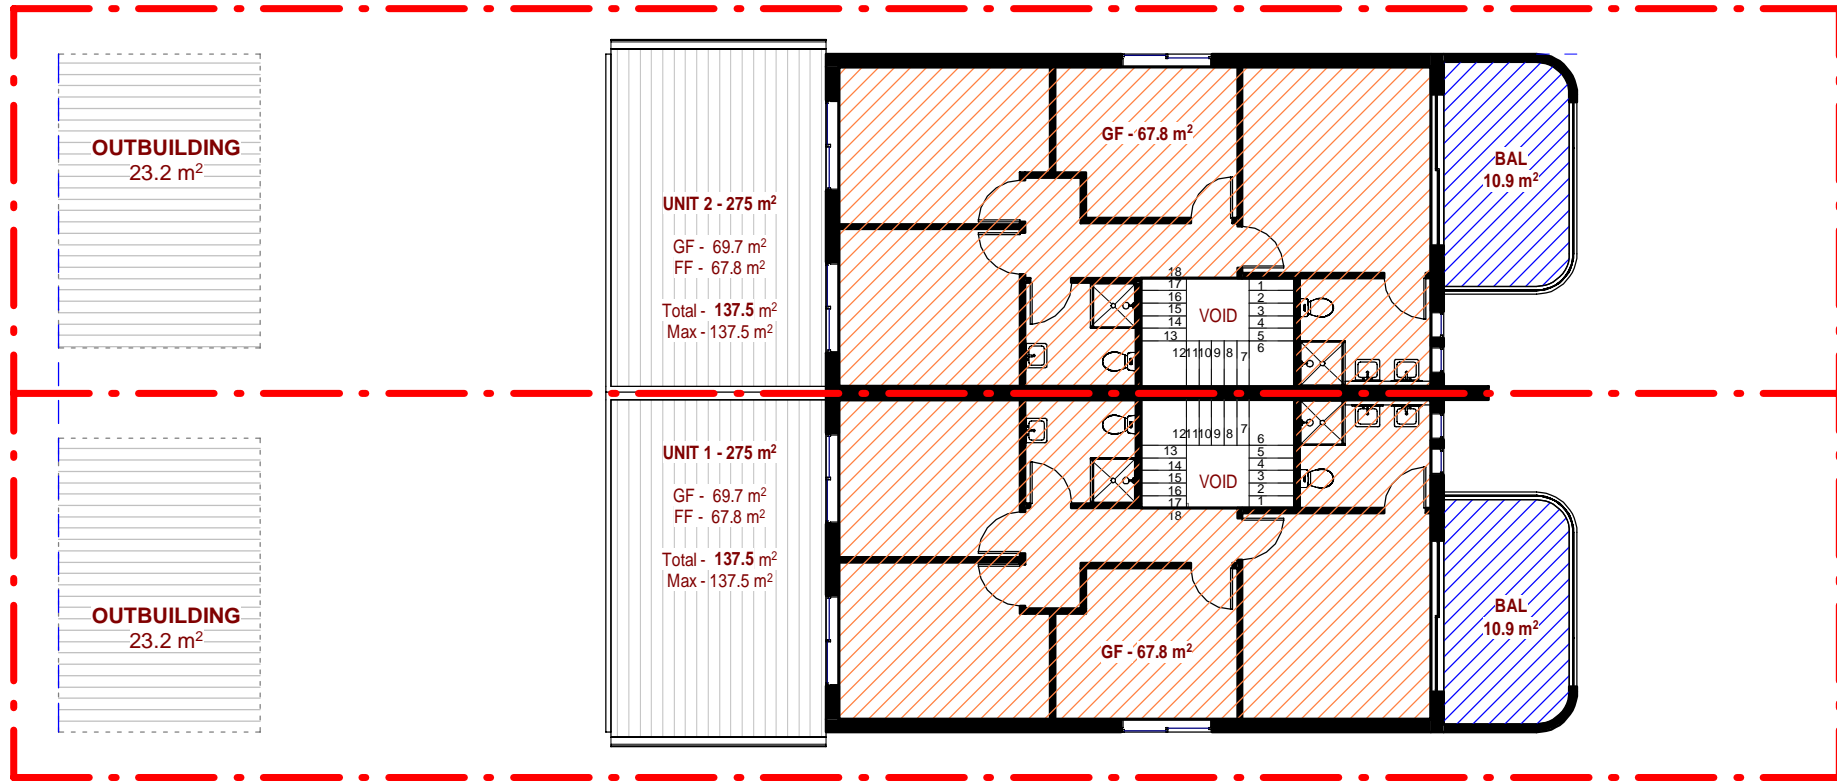 OUTBUILDING
23.2 m²
UNIT 2 - 275 m²
GF - 69.7 m²
FF - 67.8 m²
Total - 137.5 m²
Max - 137.5 m²
GF - 67.8 m²
BAL
10.9 m²
18
17
16
15
14
13
12 11 10 9 8 7
VOID
1
2
3
4
5
6
OUTBUILDING
23.2 m²
UNIT 1 - 275 m²
GF - 69.7 m²
FF - 67.8 m²
Total - 137.5 m²
Max - 137.5 m²
12 11 10 9 8 7
13
14
15
16
17
18
VOID
6
5
4
3
2
1
GF - 67.8 m²
BAL
10.9 m²